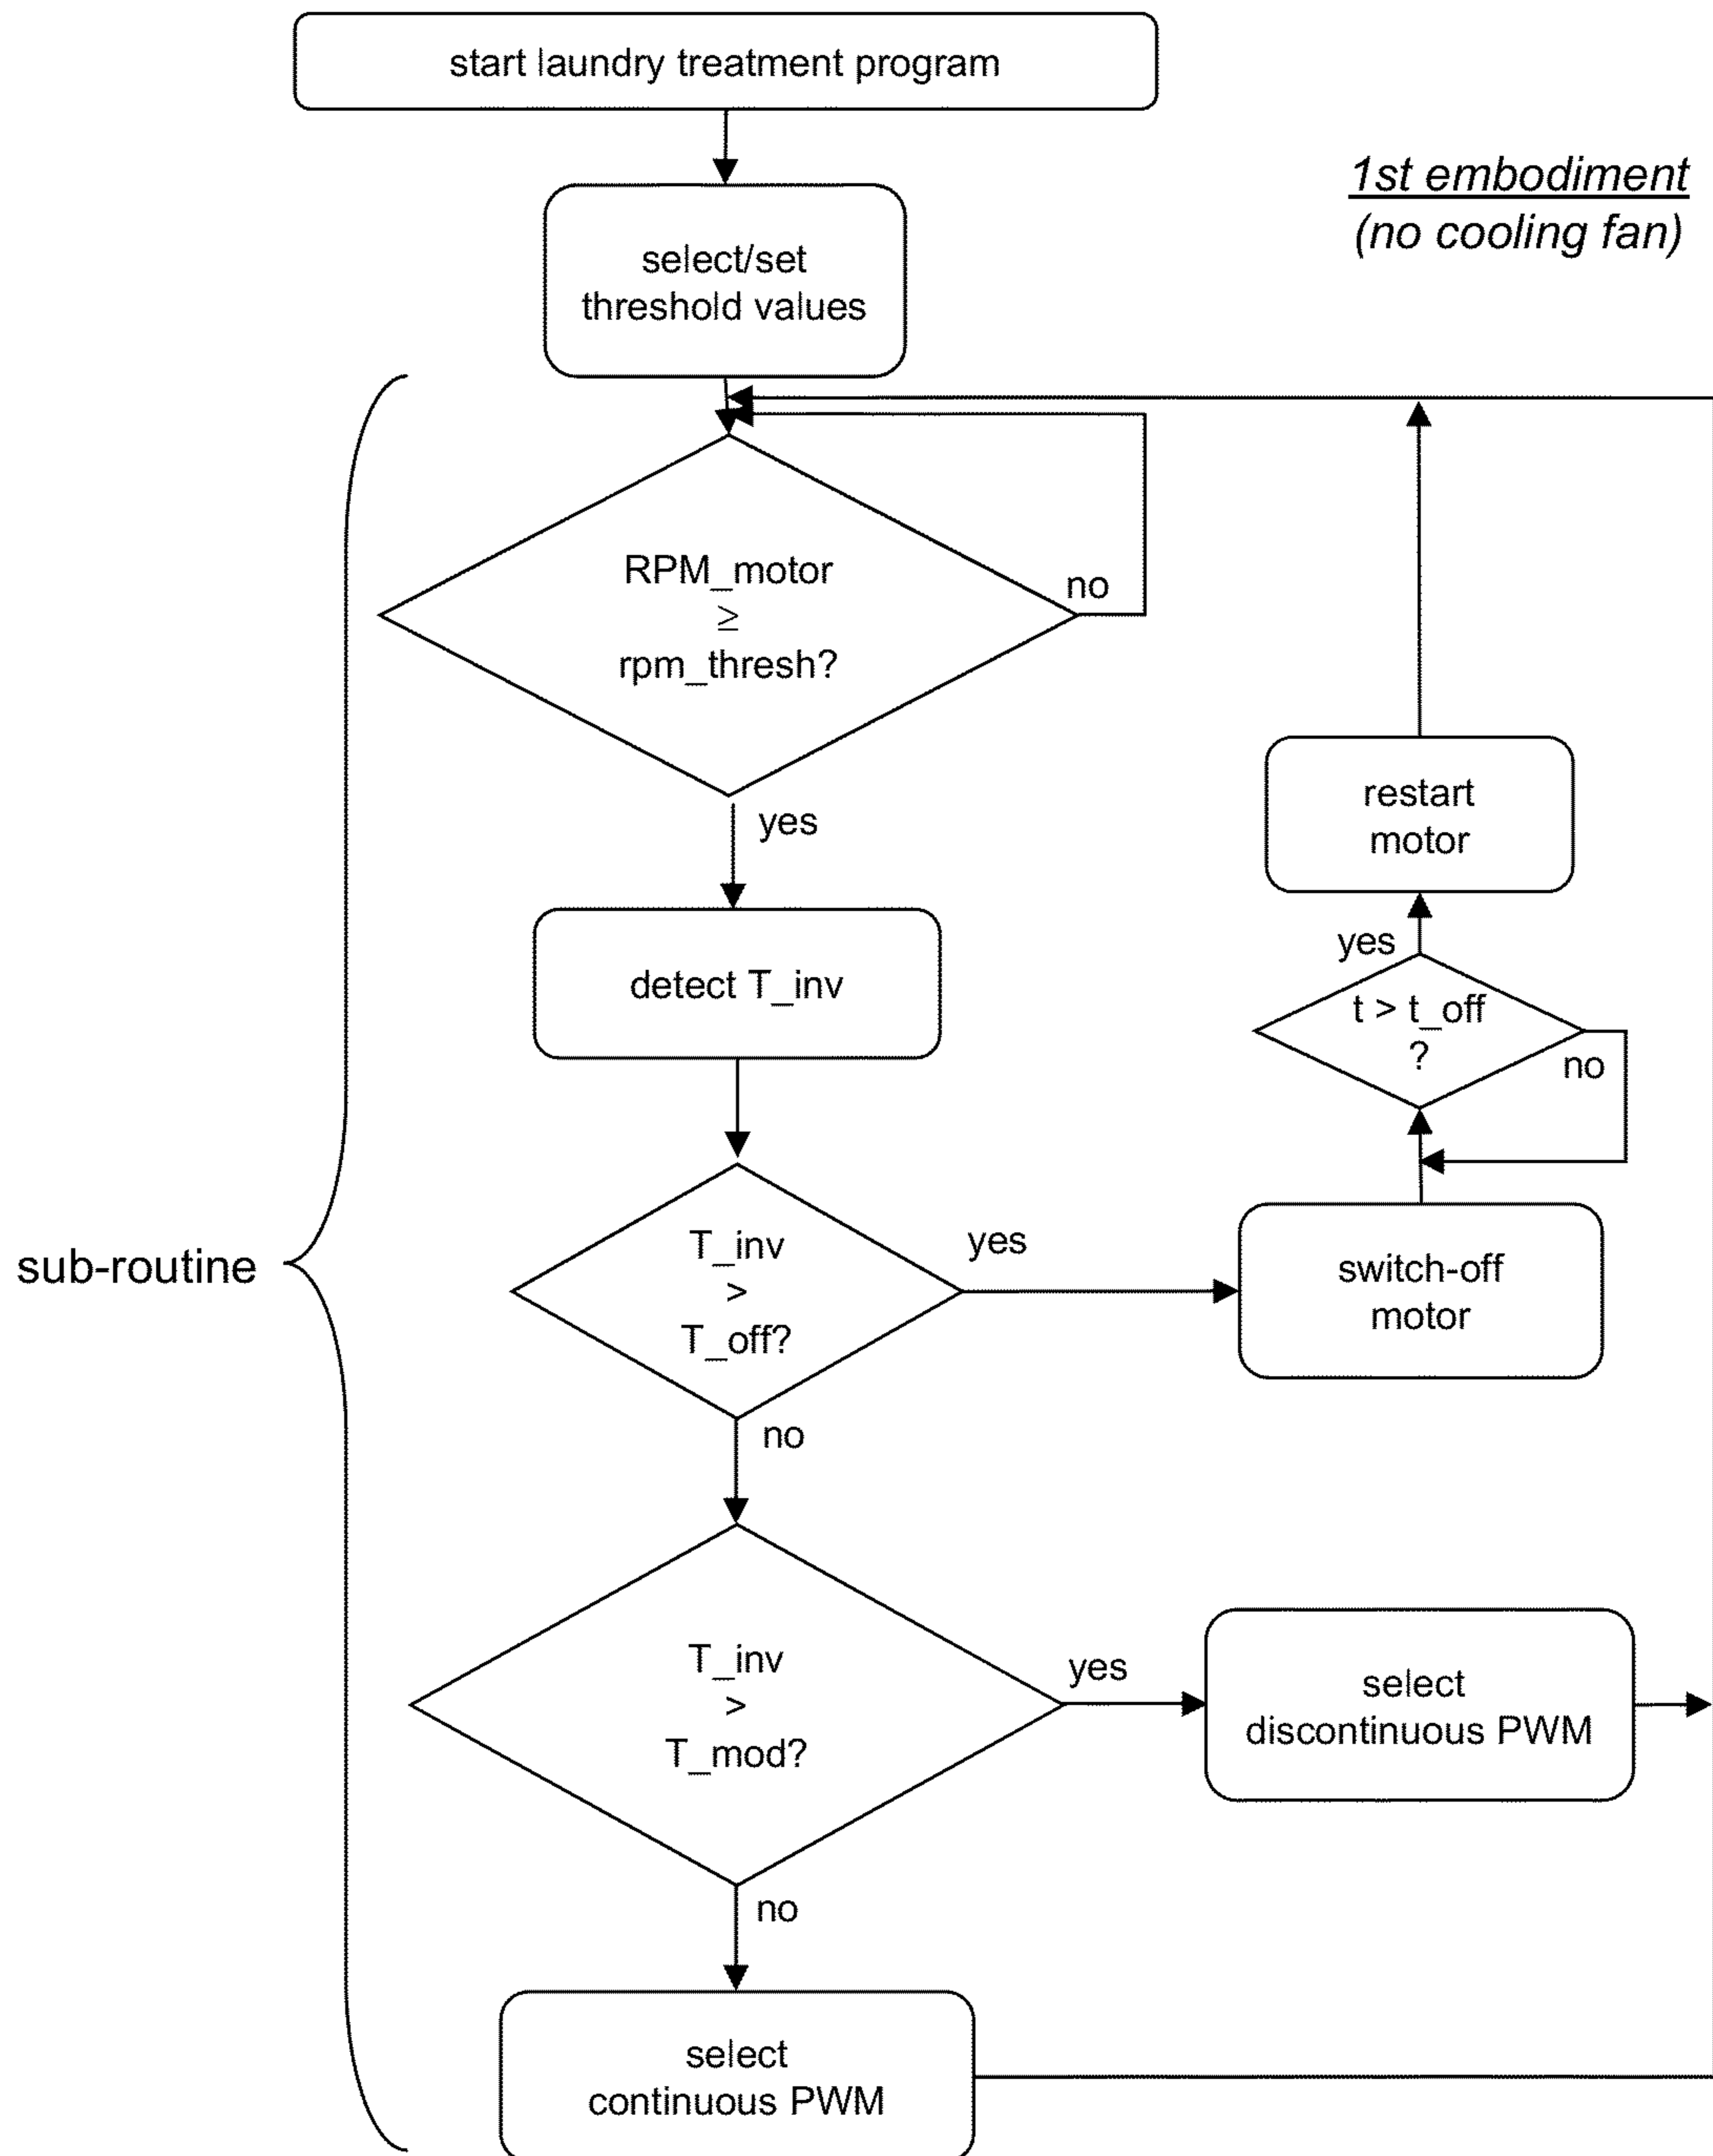 start laundry treatment program
1st embodiment
(no cooling fan)
select/set
threshold values
RPM_motor
≥
rpm_thresh?
no
yes
restart
motor
detect T_inv
yes
t > t_off
?
no
sub-routine
T_inv
>
T_off?
yes
switch-off
motor
no
T_inv
>
T_mod?
yes
select
discontinuous PWM
no
select
continuous PWM